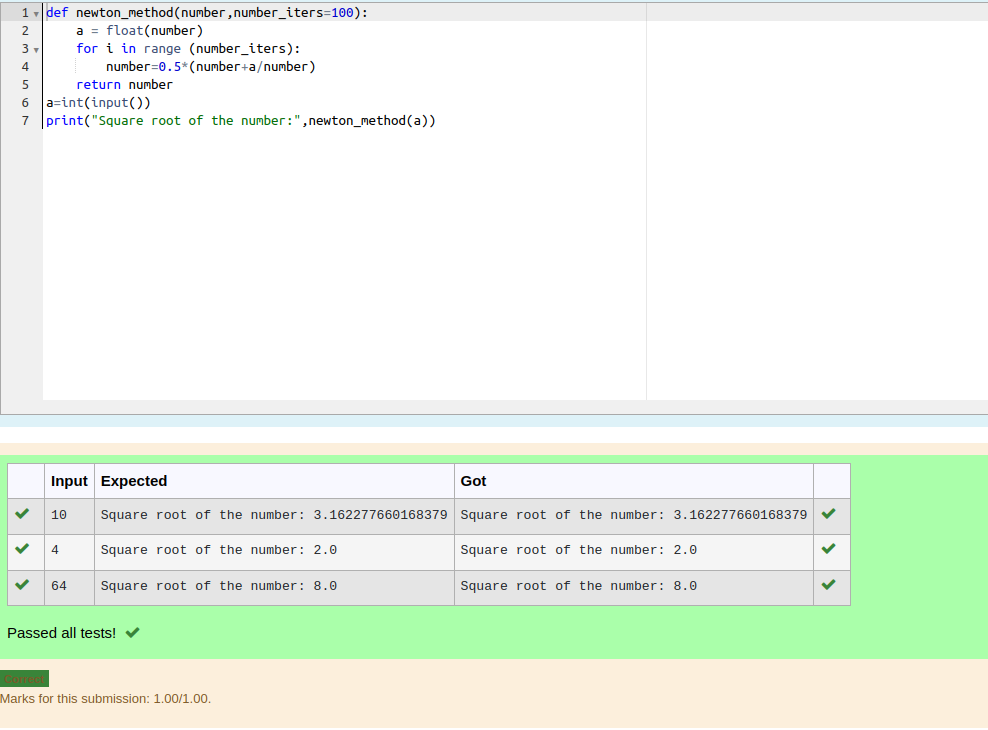 1 def newton_method(number,number_iters=100):
2     a = float(number)
3     for i in range (number_iters):
4         number=0.5*(number+a/number)
5     return number
6 a=int(input())
7 print("Square root of the number:",newton_method(a))
Input Expected Got
10 Square root of the number: 3.162277660168379 Square root of the number: 3.162277660168379
4 Square root of the number: 2.0 Square root of the number: 2.0
64 Square root of the number: 8.0 Square root of the number: 8.0
Passed all tests!
Correct
Marks for this submission: 1.00/1.00.